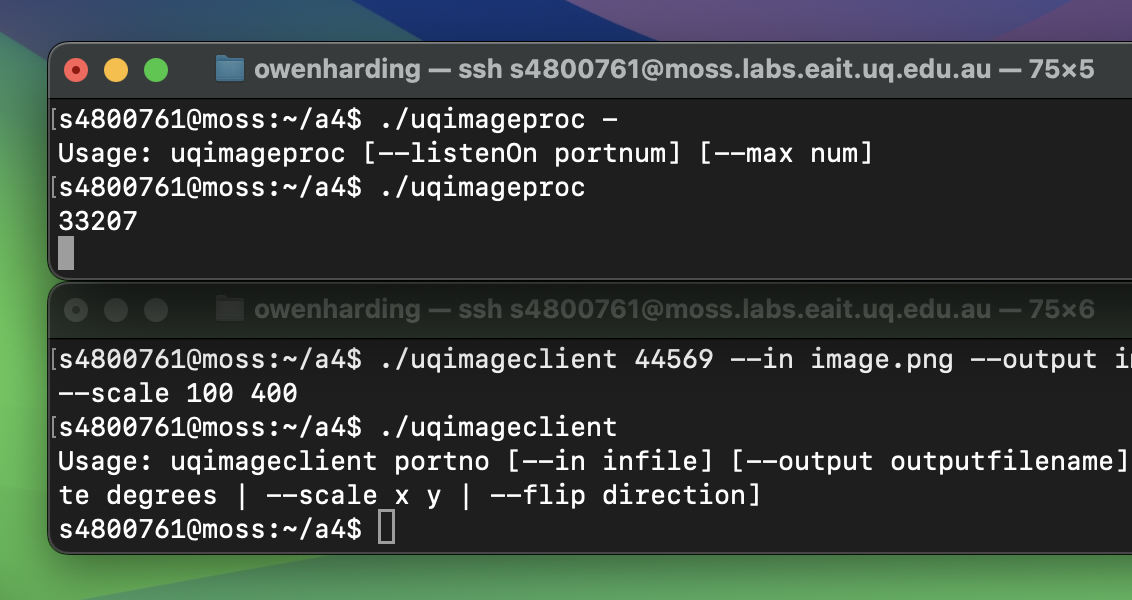 owenharding — ssh s4800761@moss.labs.eait.uq.edu.au — 75×5
[s4800761@moss:~/a4$ ./uqimageproc -
Usage: uqimageproc [--listenOn portnum] [--max num]
[s4800761@moss:~/a4$ ./uqimageproc
33207
owenharding — ssh s4800761@moss.labs.eait.uq.edu.au — 75×6
[s4800761@moss:~/a4$ ./uqimageclient 44569 --in image.png --output
--scale 100 400
[s4800761@moss:~/a4$ ./uqimageclient
Usage: uqimageclient portno [--in infile] [--output outputfilename]
te degrees | --scale x y | --flip direction]
s4800761@moss:~/a4$